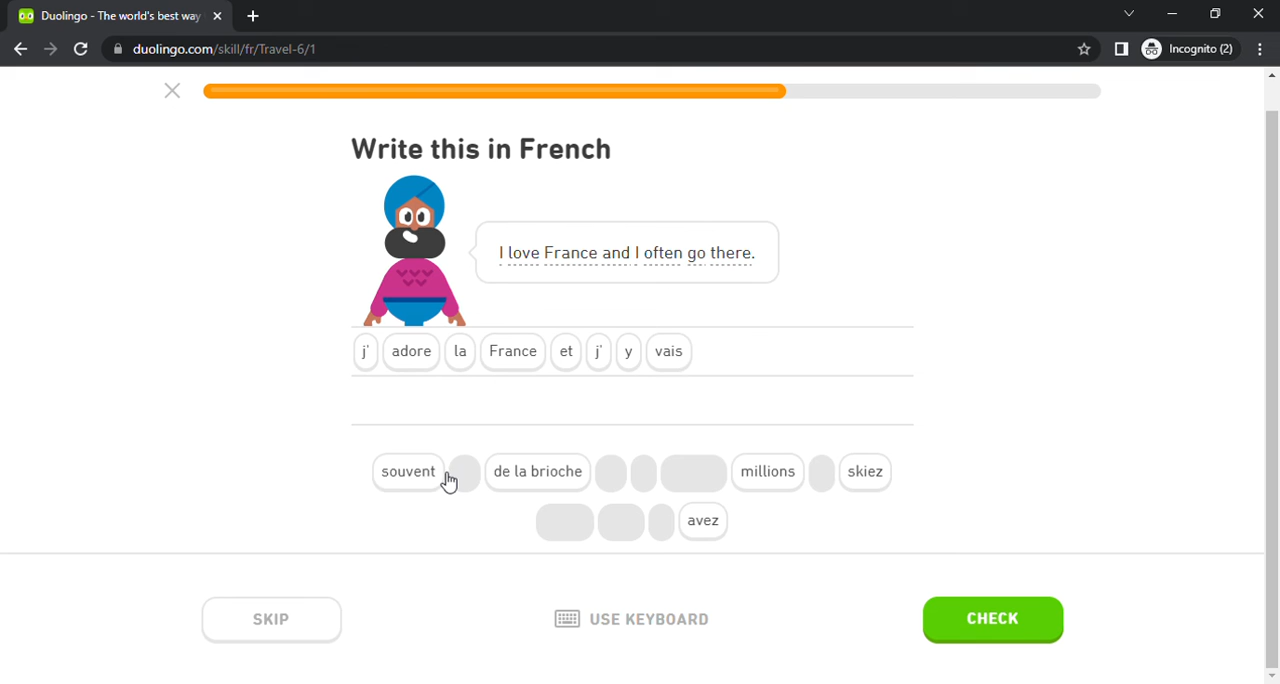 Duolingo - The world's best way
duolingo.com/skill/fr/Travel-6/1
Incognito (2)
Write this in French
I love France and I often go there.
j' adore la France et j' y vais
souvent de la brioche millions skiez
avez
SKIP USE KEYBOARD CHECK